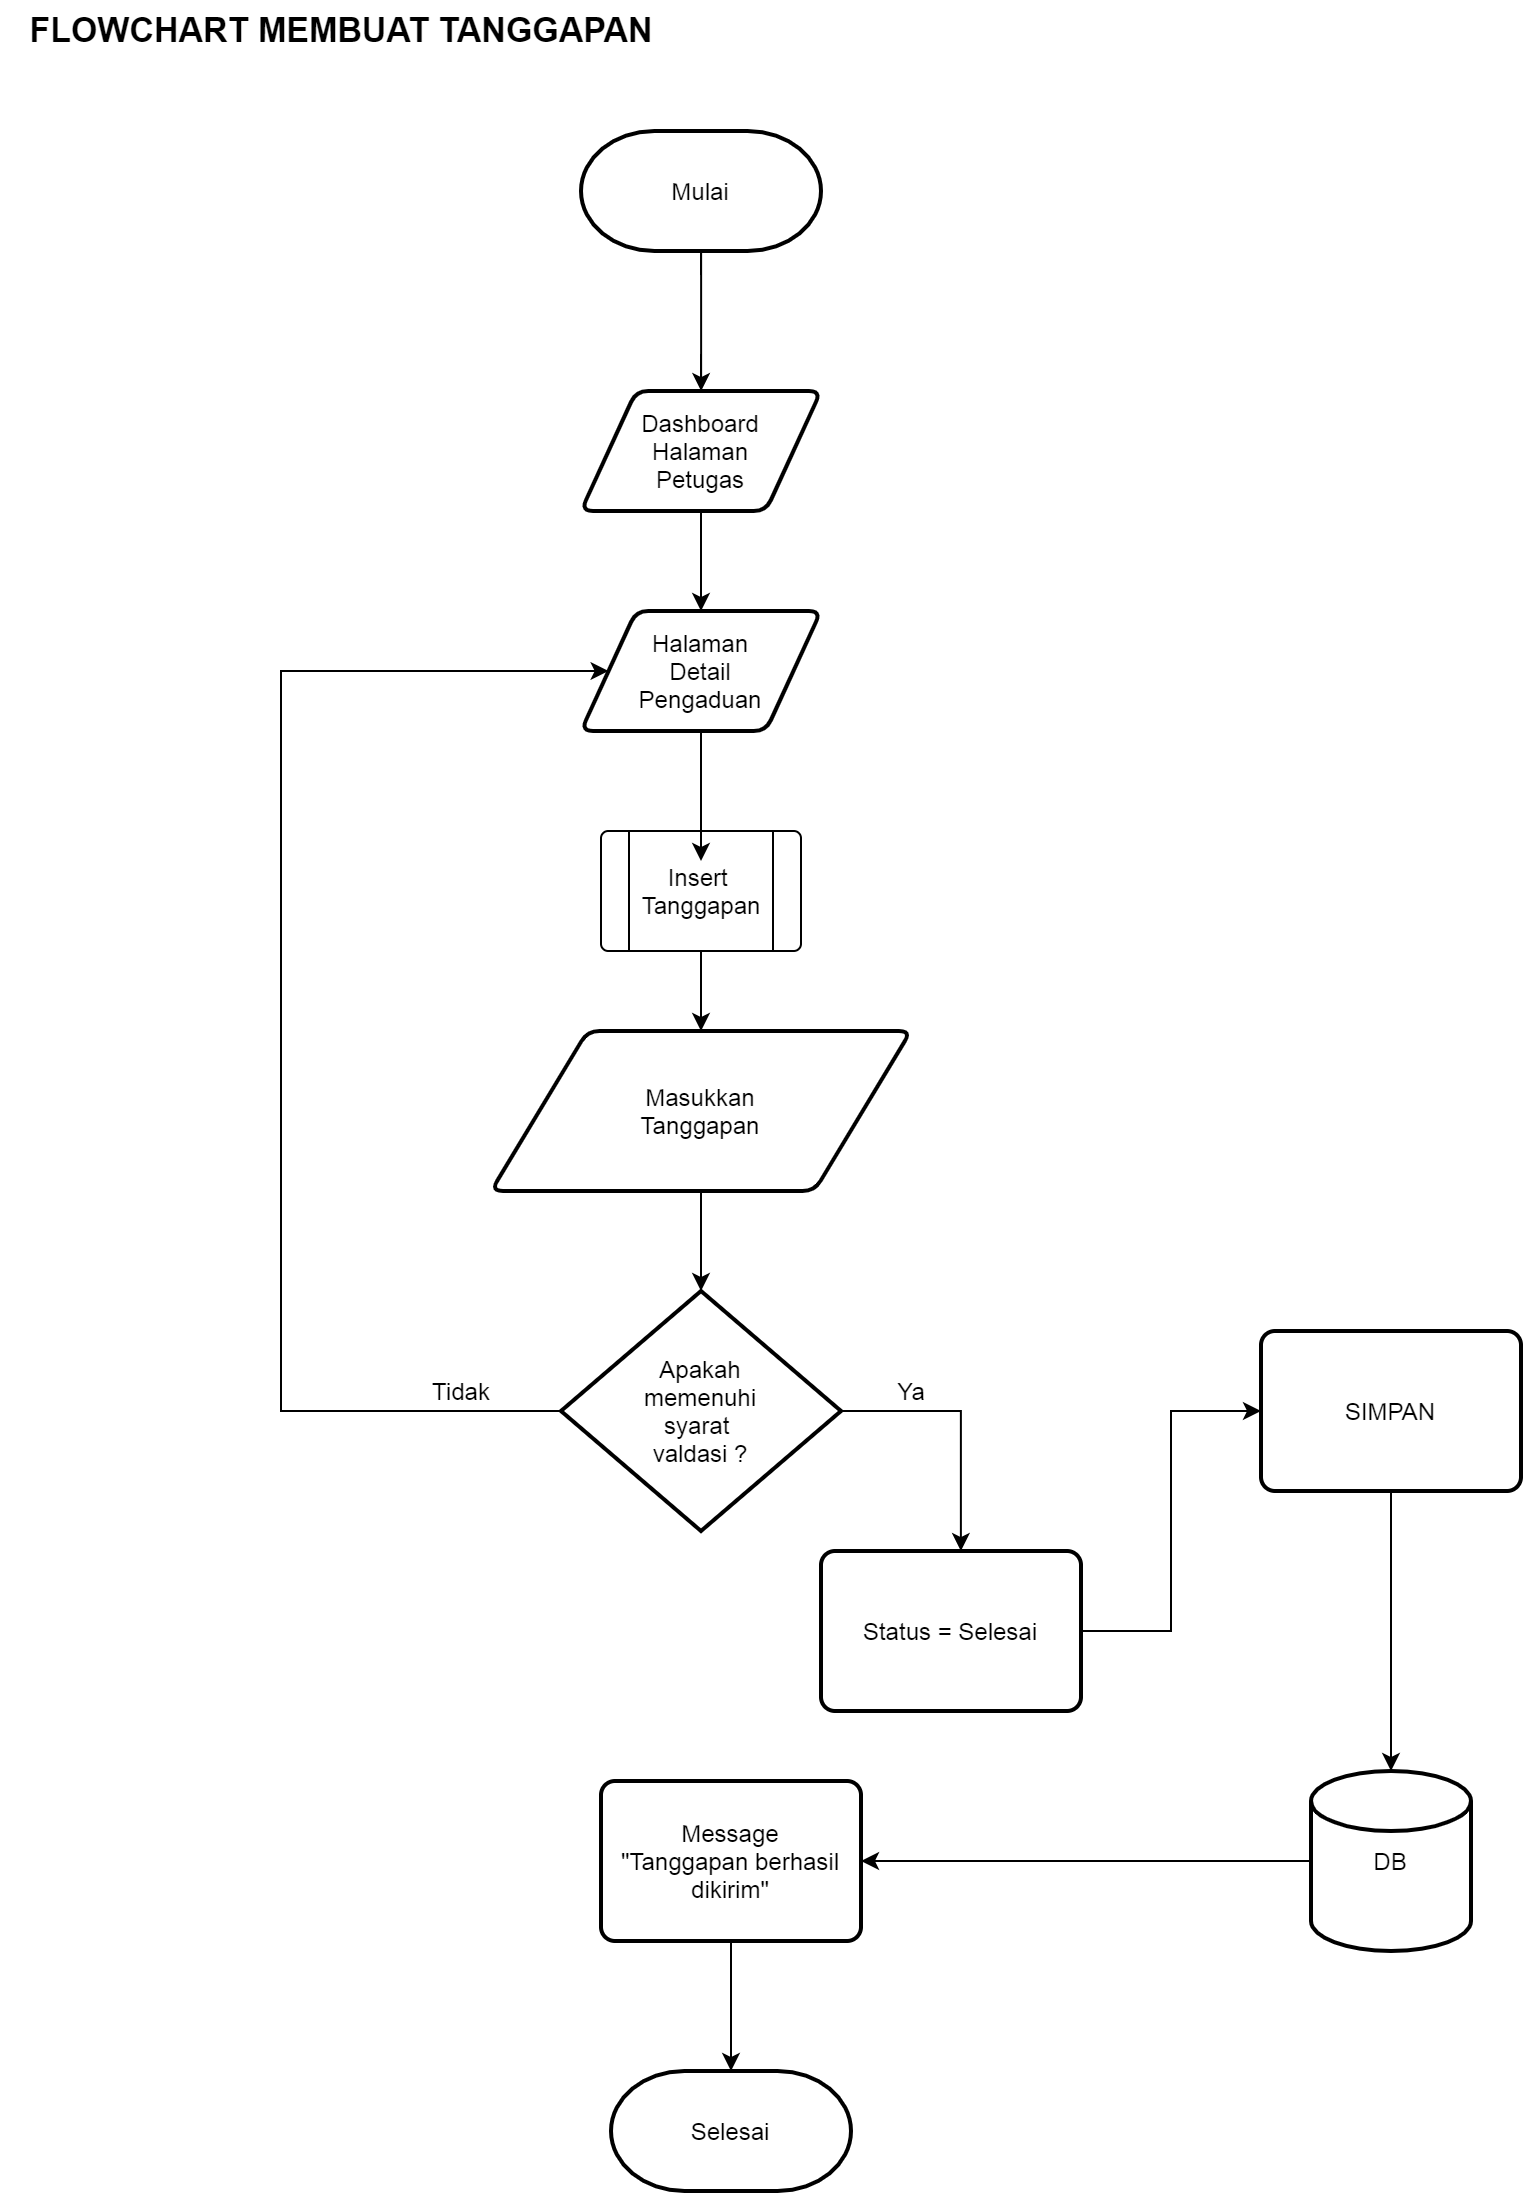 FLOWCHART MEMBUAT TANGGAPAN
Mulai
Dashboard
Halaman
Petugas
Halaman
Detail
Pengaduan
Insert
Tanggapan
Masukkan
Tanggapan
Apakah
memenuhi
syarat
valdasi ?
Tidak
Ya
Status = Selesai
SIMPAN
DB
Message
"Tanggapan berhasil
dikirim"
Selesai